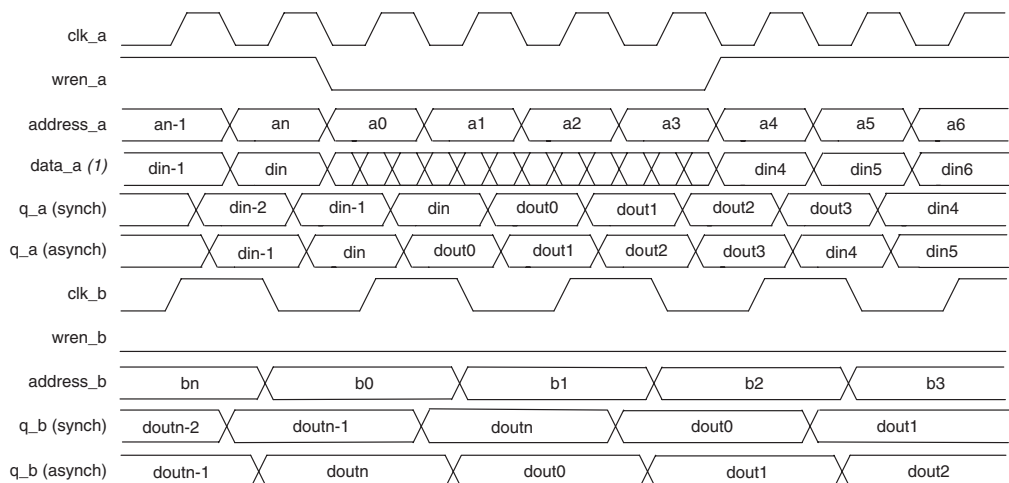 clk_a
wren_a
address_a an-1 an a0 a1 a2 a3 a4 a5 a6
data_a (1) din-1 din din4 din5 din6
q_a (synch) din-2 din-1 din dout0 dout1 dout2 dout3 din4
q_a (asynch) din-1 din dout0 dout1 dout2 dout3 din4 din5
clk_b
wren_b
address_b bn b0 b1 b2 b3
q_b (synch) doutn-2 doutn-1 doutn dout0 dout1
q_b (asynch) doutn-1 doutn dout0 dout1 dout2